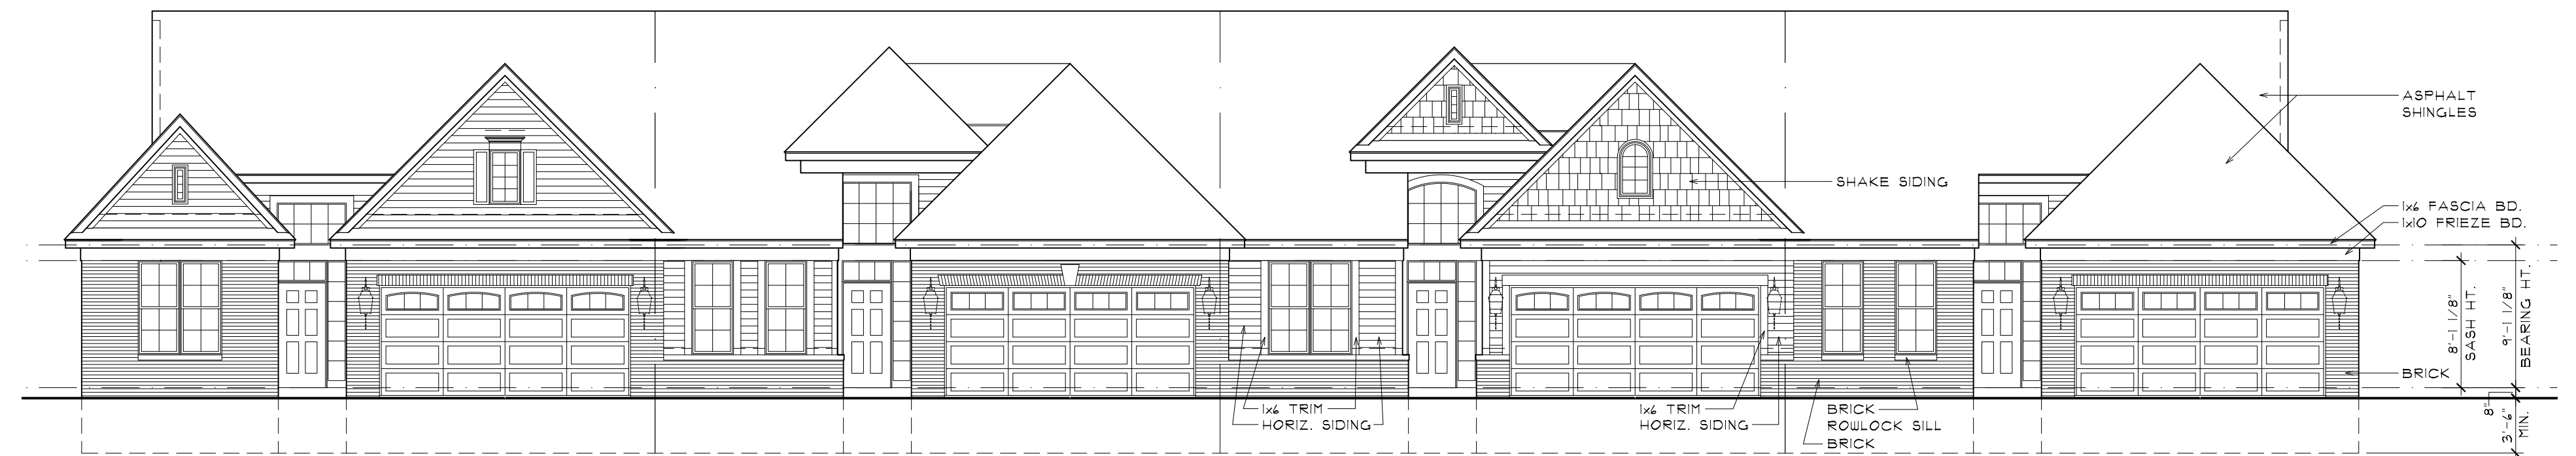 ASPHALT
SHINGLES
SHAKE SIDING
1x6 FASCIA BD.
1x10 FRIEZE BD.
8'-1 1/8"
SASH HT.
9'-1 1/8"
BEARING HT.
BRICK
1x6 TRIM
HORIZ. SIDING
1x6 TRIM
HORIZ. SIDING
BRICK
ROWLOCK SILL
BRICK
8"
3'-6"
MIN.